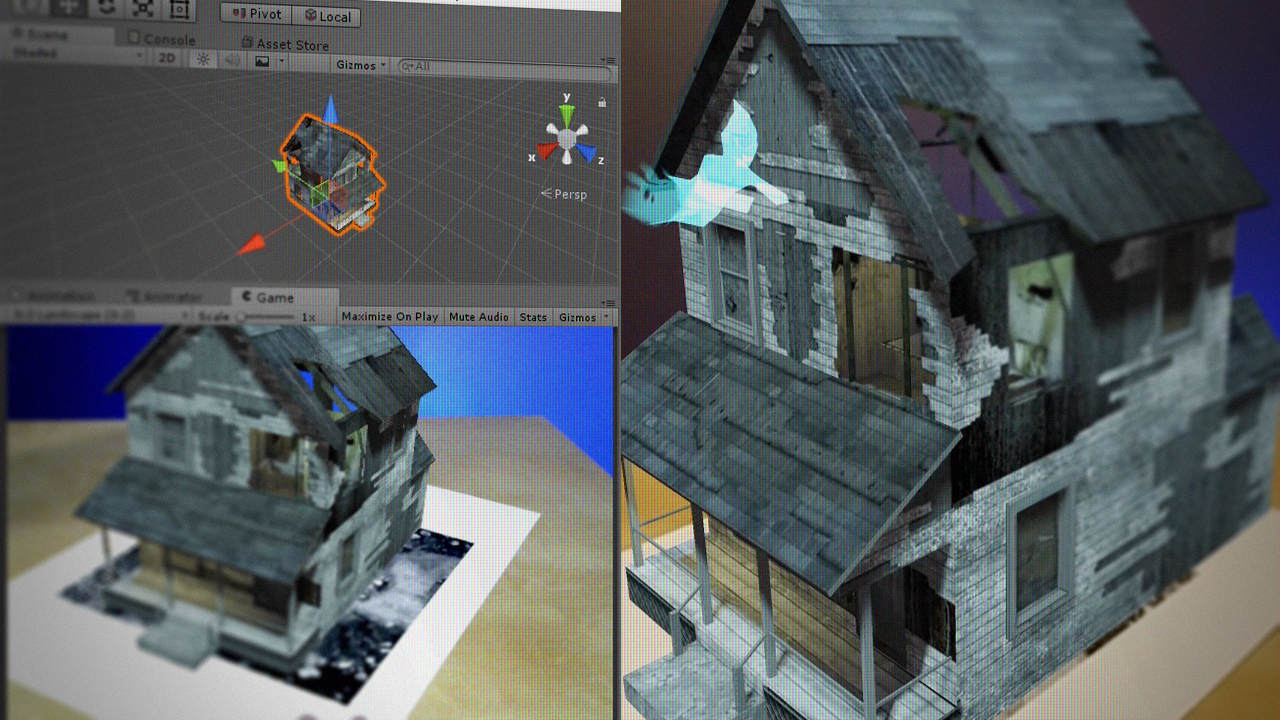 Pivot Local
Scene Console Asset Store
Shaded 2D Gizmos All
y
x z
Persp
Animation Animator Game
Scale 1x Maximize On Play Mute Audio Stats Gizmos